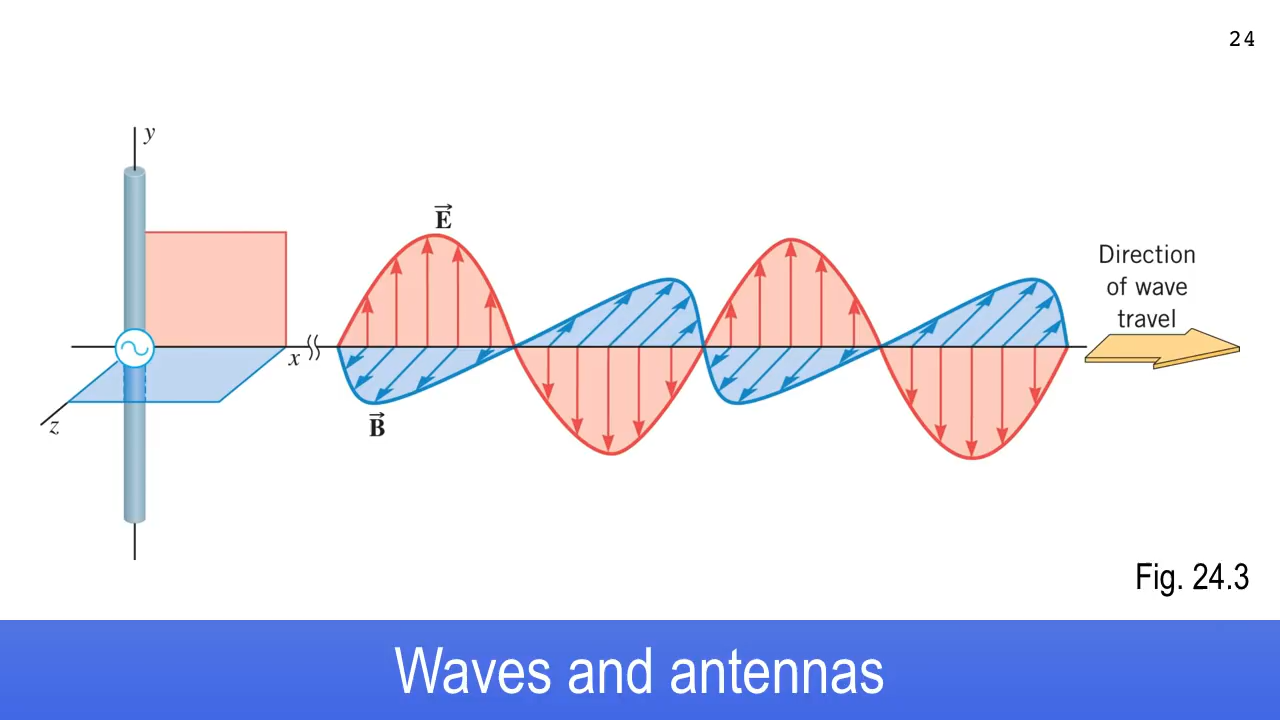 24
y
E
Direction
of wave
travel
x
z
B
Fig. 24.3
Waves and antennas